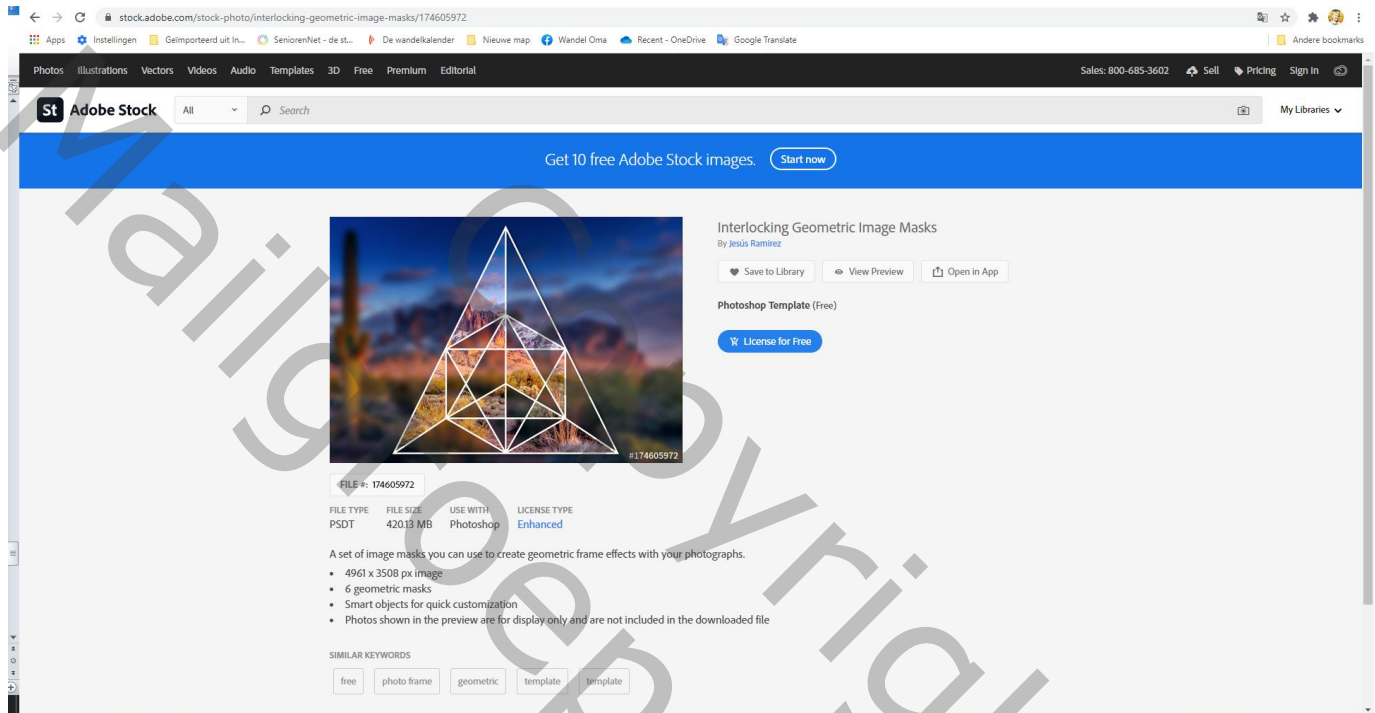 stock.adobe.com/stock-photo/interlocking-geometric-image-masks/174605972
Apps Instellingen Geïmporteerd uit In... SeniorenNet - de st... De wandelkalender Nieuwe map Wandel Oma Recent - OneDrive Google Translate Andere bookmarks
Photos Illustrations Vectors Videos Audio Templates 3D Free Premium Editorial Sales: 800-685-3602 Sell Pricing Sign In
St Adobe Stock All Search My Libraries
Get 10 free Adobe Stock images. Start now
Interlocking Geometric Image Masks
By Jesús Ramirez
Save to Library View Preview Open in App
Photoshop Template (Free)
License for Free
#174605972
FILE #: 174605972
FILE TYPE FILE SIZE USE WITH LICENSE TYPE
PSDT 420.13 MB Photoshop Enhanced
A set of image masks you can use to create geometric frame effects with your photographs.
4961 x 3508 px image
6 geometric masks
Smart objects for quick customization
Photos shown in the preview are for display only and are not included in the downloaded file
SIMILAR KEYWORDS
free photo frame geometric template template